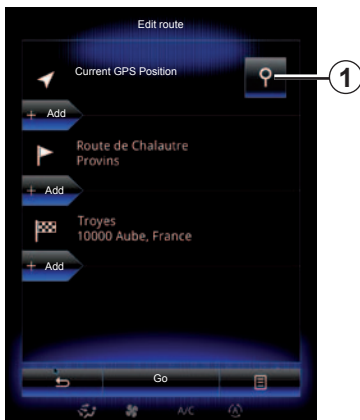 Edit route
Current GPS Position
1
+ Add
Route de Chalautre
Provins
+ Add
Troyes
10000 Aube, France
+ Add
Go
A/C
(A)